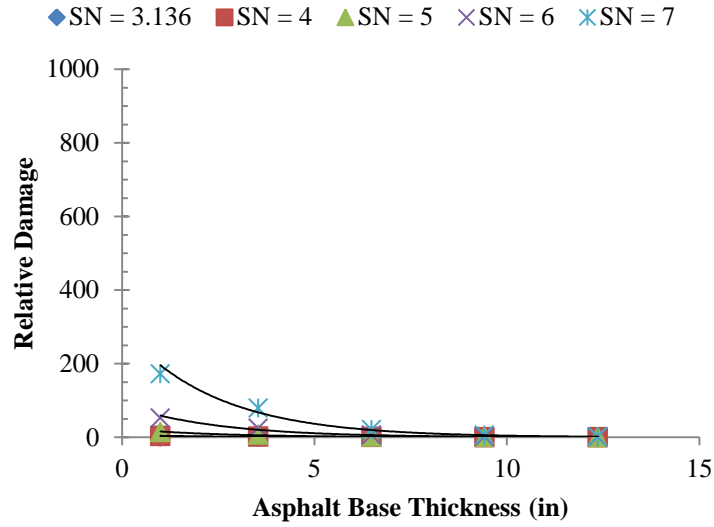 SN = 3.136 SN = 4 SN = 5 SN = 6 SN = 7
1000
800
600
400
200
0
0 5 10 15
Relative Damage
Asphalt Base Thickness (in)